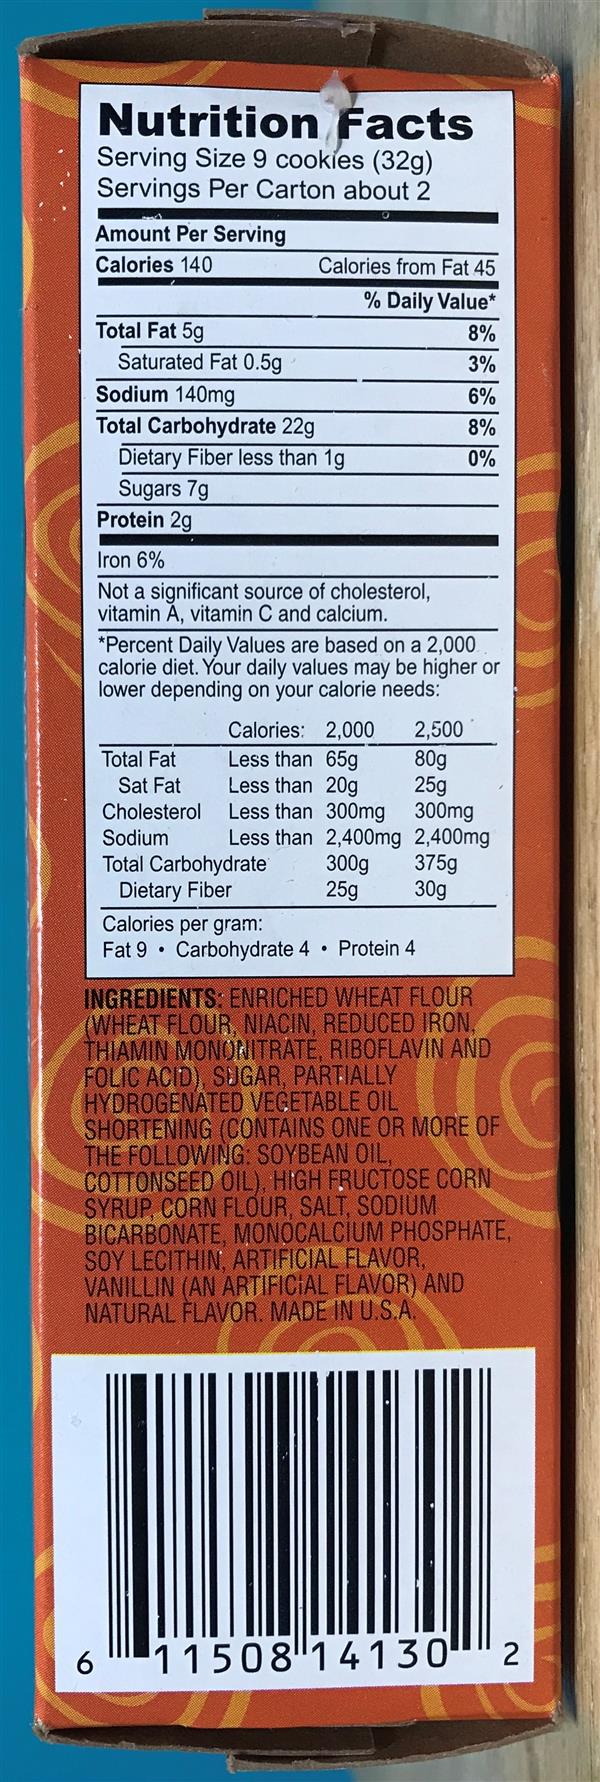 Nutrition Facts
Serving Size 9 cookies (32g)
Servings Per Carton about 2
Amount Per Serving
Calories 140 Calories from Fat 45
% Daily Value*
Total Fat 5g 8%
Saturated Fat 0.5g 3%
Sodium 140mg 6%
Total Carbohydrate 22g 8%
Dietary Fiber less than 1g 0%
Sugars 7g
Protein 2g
Iron 6%
Not a significant source of cholesterol,
vitamin A, vitamin C and calcium.
*Percent Daily Values are based on a 2,000
calorie diet. Your daily values may be higher or
lower depending on your calorie needs:
Calories: 2,000 2,500
Total Fat Less than 65g 80g
Sat Fat Less than 20g 25g
Cholesterol Less than 300mg 300mg
Sodium Less than 2,400mg 2,400mg
Total Carbohydrate 300g 375g
Dietary Fiber 25g 30g
Calories per gram:
Fat 9 • Carbohydrate 4 • Protein 4
INGREDIENTS: ENRICHED WHEAT FLOUR
(WHEAT FLOUR, NIACIN, REDUCED IRON,
THIAMIN MONONITRATE, RIBOFLAVIN AND
FOLIC ACID), SUGAR, PARTIALLY
HYDROGENATED VEGETABLE OIL
SHORTENING (CONTAINS ONE OR MORE OF
THE FOLLOWING: SOYBEAN OIL,
COTTONSEED OIL), HIGH FRUCTOSE CORN
SYRUP, CORN FLOUR, SALT, SODIUM
BICARBONATE, MONOCALCIUM PHOSPHATE,
SOY LECITHIN, ARTIFICIAL FLAVOR,
VANILLIN (AN ARTIFICIAL FLAVOR) AND
NATURAL FLAVOR. MADE IN U.S.A.
6 11508 14130 2